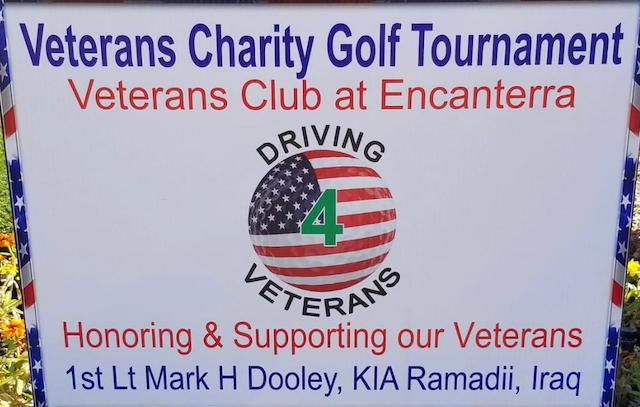 Veterans Charity Golf Tournament
Veterans Club at Encanterra
DRIVING
4
VETERANS
Honoring & Supporting our Veterans
1st Lt Mark H Dooley, KIA Ramadii, Iraq